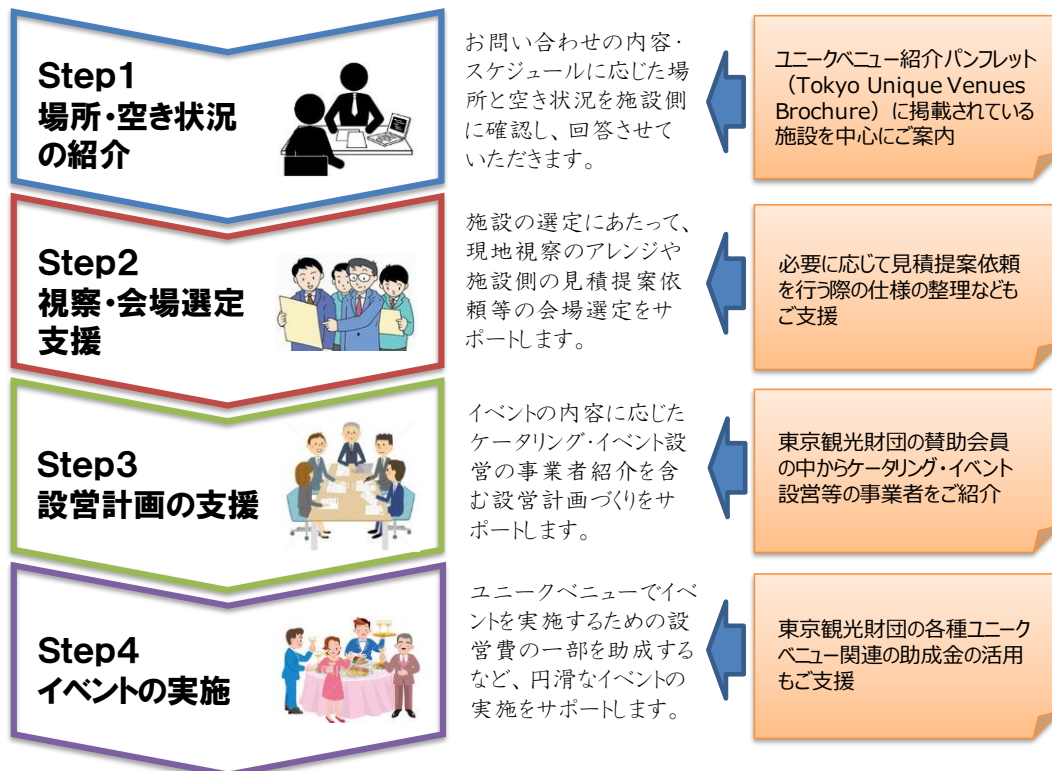 Step1
場所・空き状況
の紹介
お問い合わせの内容・
スケジュールに応じた場
所と空き状況を施設側
に確認し、回答させて
いただきます。
ユニークベニュー紹介パンフレット
（Tokyo Unique Venues
Brochure）に掲載されている
施設を中心にご案内
Step2
視察・会場選定
支援
施設の選定にあたって、
現地視察のアレンジや
施設側の見積提案依
頼等の会場選定をサ
ポートします。
必要に応じて見積提案依頼
を行う際の仕様の整理なども
ご支援
Step3
設営計画の支援
イベントの内容に応じた
ケータリング・イベント設
営の事業者紹介を含
む設営計画づくりをサ
ポートします。
東京観光財団の賛助会員
の中からケータリング・イベント
設営等の事業者をご紹介
Step4
イベントの実施
ユニークベニューでイベ
ントを実施するための設
営費の一部を助成する
など、円滑なイベントの
実施をサポートします。
東京観光財団の各種ユニーク
ベニュー関連の助成金の活用
もご支援